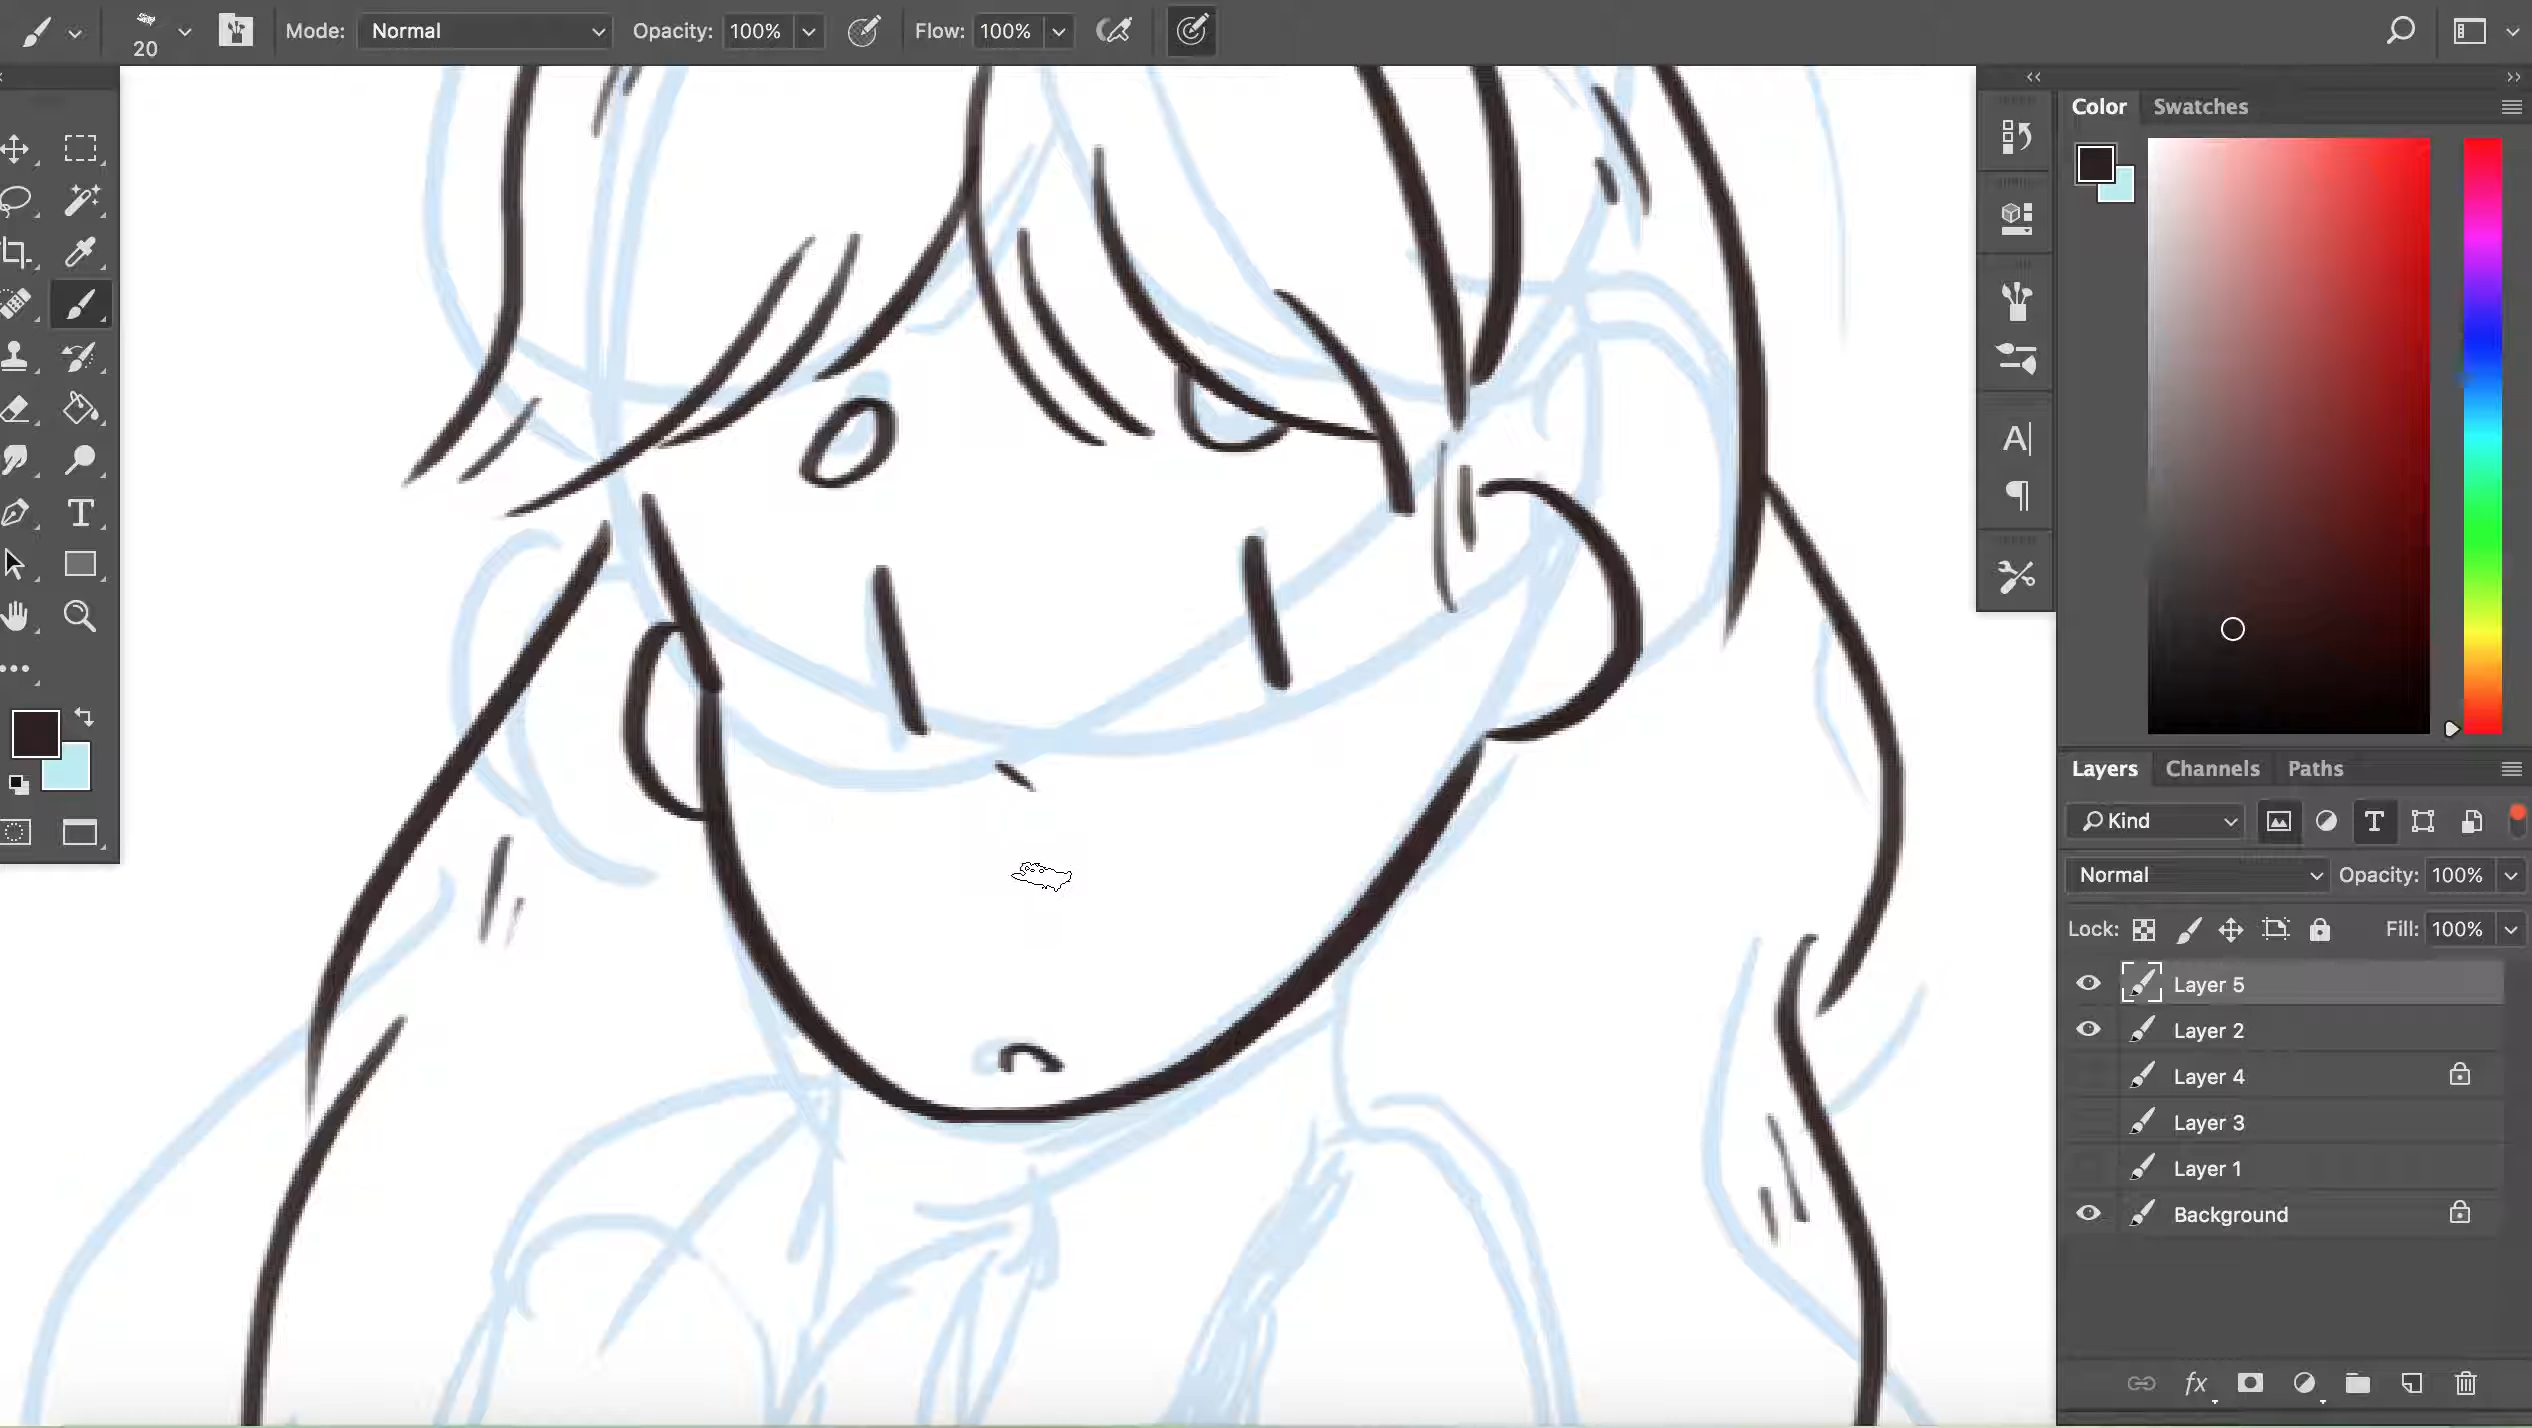 20
Mode: Normal Opacity: 100% Flow: 100%
Color Swatches
Layers Channels Paths
Kind
Normal Opacity: 100%
Lock: Fill: 100%
Layer 5
Layer 2
Layer 4
Layer 3
Layer 1
Background